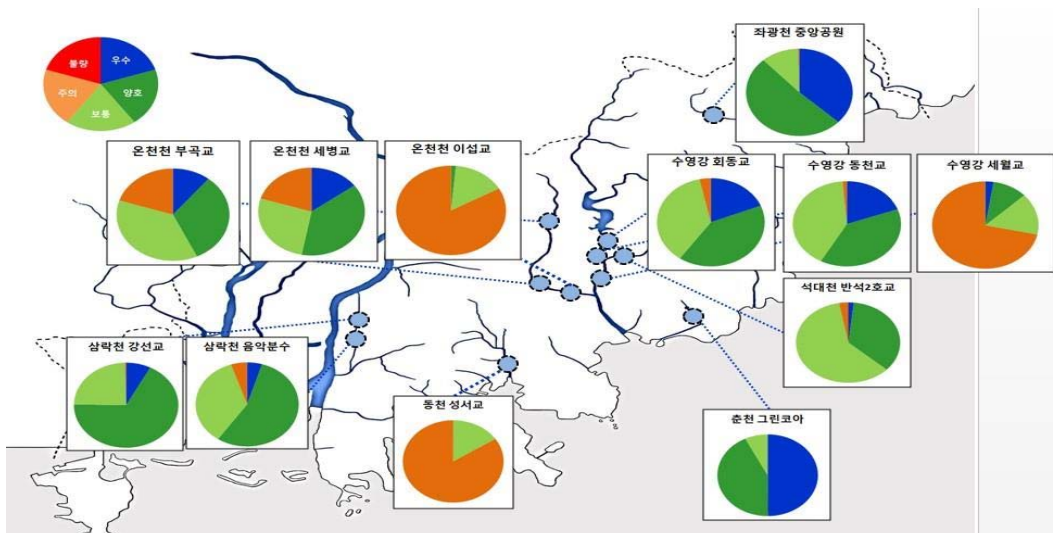 좌광천 중앙공원
불량
우수
주의
양호
보통
온천천 부곡교
온천천 세병교
온천천 이섭교
수영강 회동교
수영강 동천교
수영강 세월교
석대천 반석2호교
삼락천 강선교
삼락천 음악분수
동천 성서교
춘천 그린코아